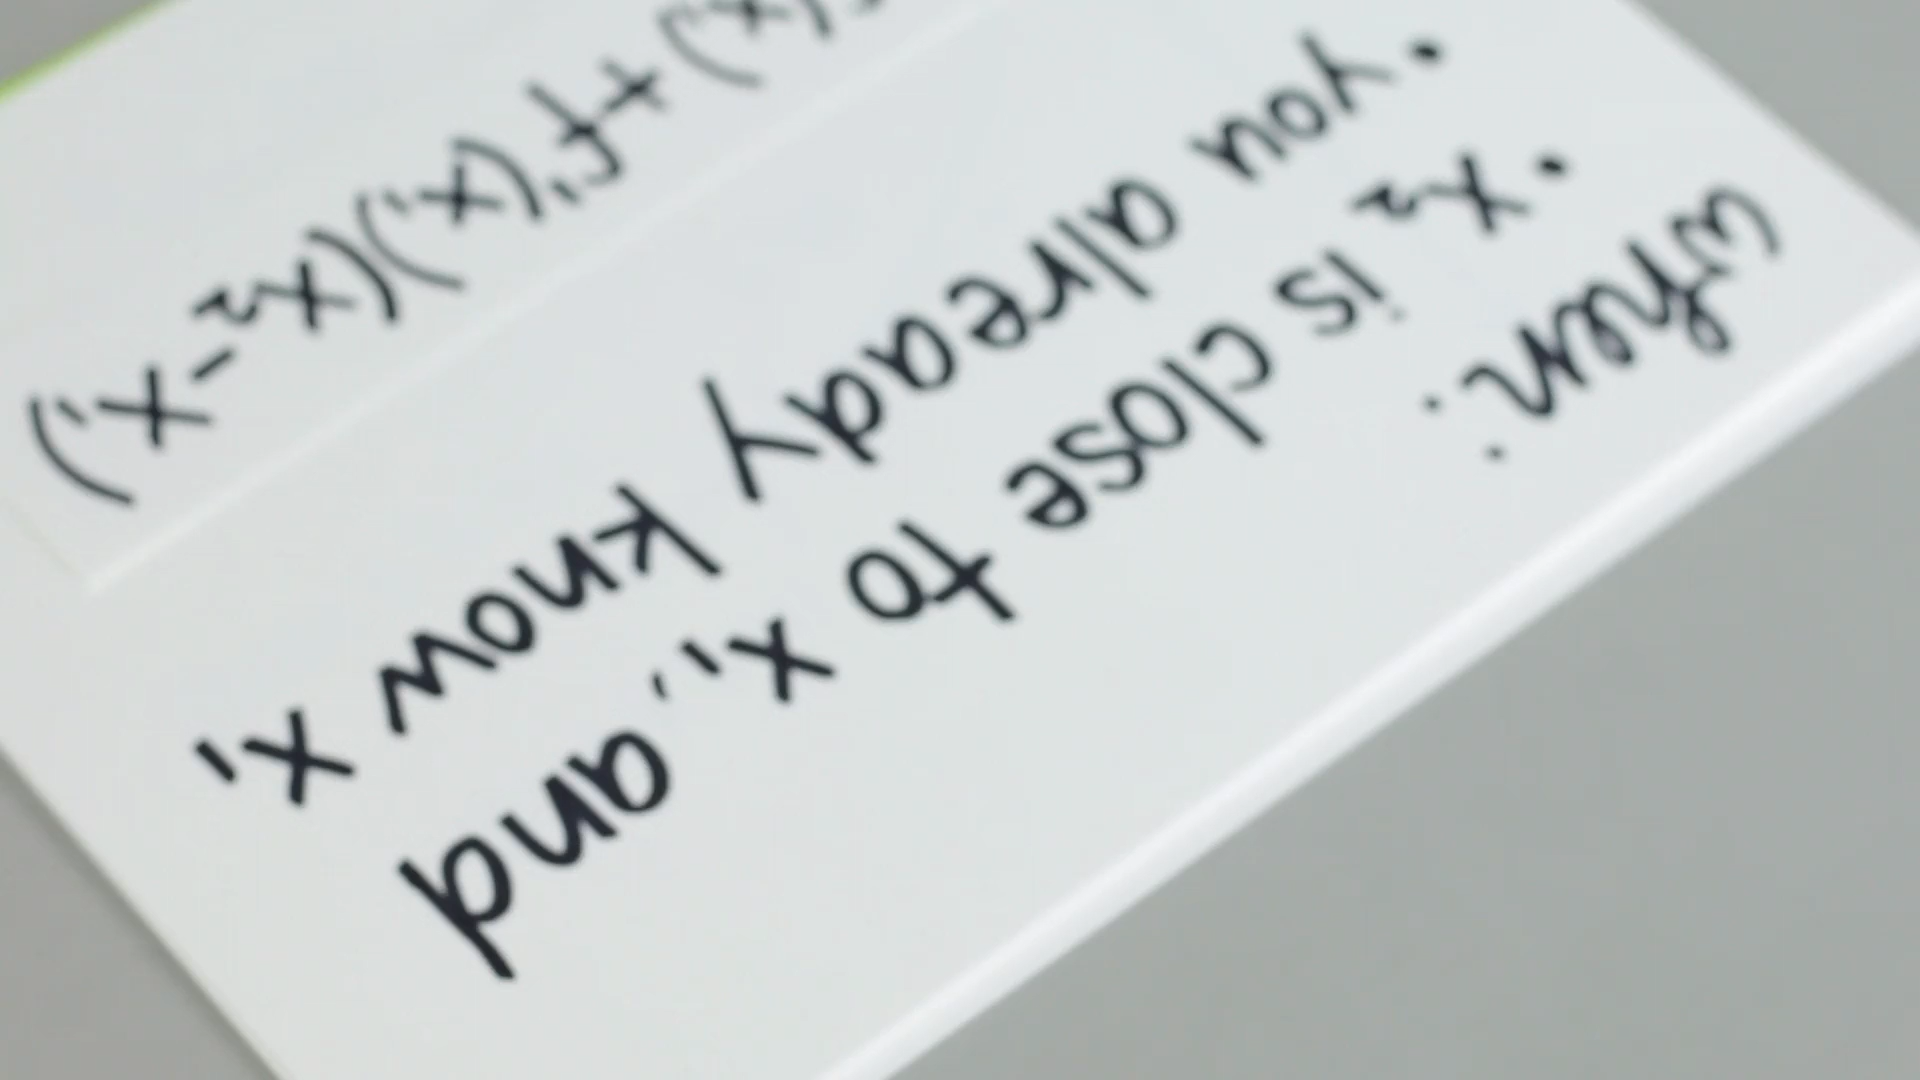 when:
• x₂ is close to x₁, and
• you already know x₁
f(x₁) + f'(x₁)(x₂-x₁)